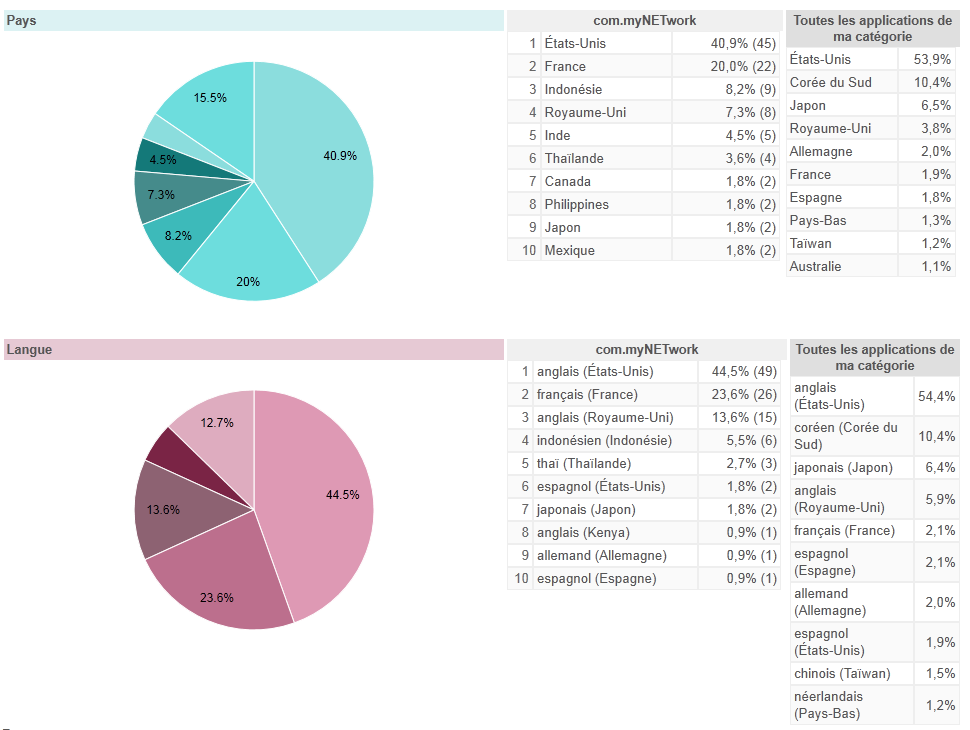 Pays
com.myNETwork
Toutes les applications de
ma catégorie
1 États-Unis 40,9% (45)
2 France 20,0% (22)
3 Indonésie 8,2% (9)
4 Royaume-Uni 7,3% (8)
5 Inde 4,5% (5)
6 Thaïlande 3,6% (4)
7 Canada 1,8% (2)
8 Philippines 1,8% (2)
9 Japon 1,8% (2)
10 Mexique 1,8% (2)
États-Unis 53,9%
Corée du Sud 10,4%
Japon 6,5%
Royaume-Uni 3,8%
Allemagne 2,0%
France 1,9%
Espagne 1,8%
Pays-Bas 1,3%
Taïwan 1,2%
Australie 1,1%
15.5%
40.9%
4.5%
7.3%
8.2%
20%
Langue
com.myNETwork
Toutes les applications de
ma catégorie
1 anglais (États-Unis) 44,5% (49)
2 français (France) 23,6% (26)
3 anglais (Royaume-Uni) 13,6% (15)
4 indonésien (Indonésie) 5,5% (6)
5 thaï (Thaïlande) 2,7% (3)
6 espagnol (États-Unis) 1,8% (2)
7 japonais (Japon) 1,8% (2)
8 anglais (Kenya) 0,9% (1)
9 allemand (Allemagne) 0,9% (1)
10 espagnol (Espagne) 0,9% (1)
anglais
(États-Unis) 54,4%
coréen (Corée du
Sud) 10,4%
japonais (Japon) 6,4%
anglais
(Royaume-Uni) 5,9%
français (France) 2,1%
espagnol
(Espagne) 2,1%
allemand
(Allemagne) 2,0%
espagnol
(États-Unis) 1,9%
chinois (Taïwan) 1,5%
néerlandais
(Pays-Bas) 1,2%
12.7%
44.5%
13.6%
23.6%